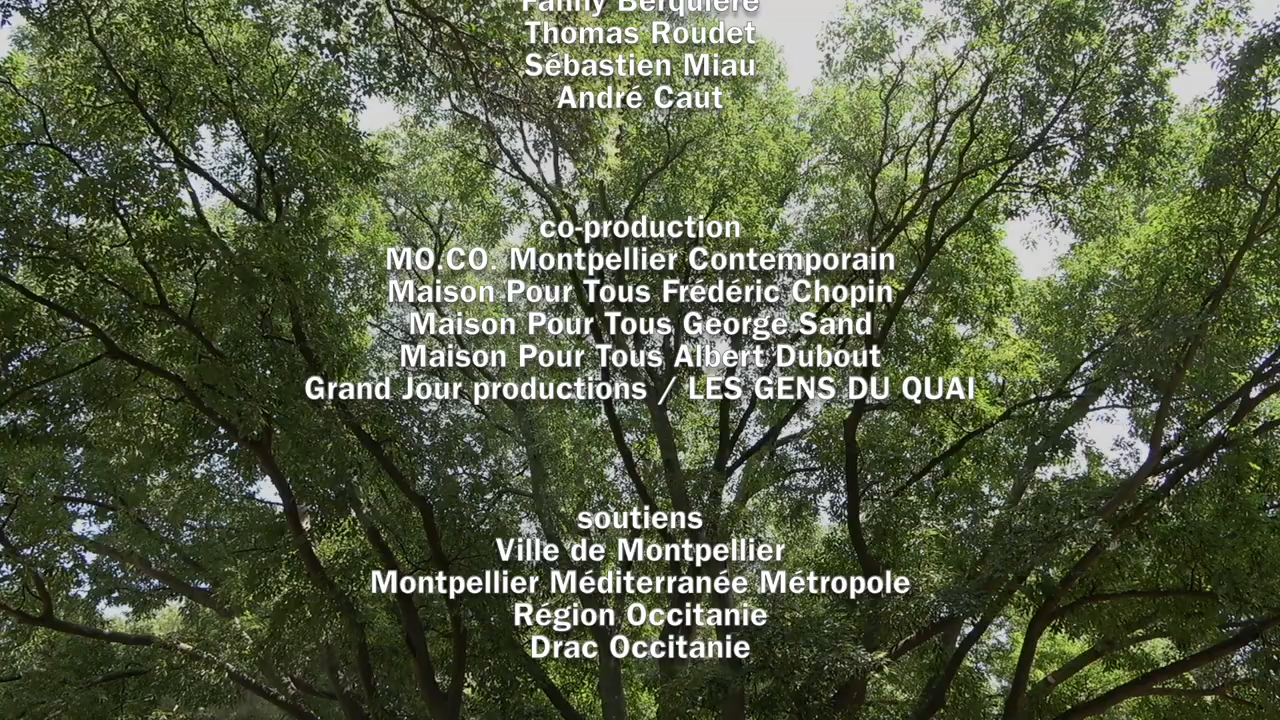 Fanny Berquière
Thomas Roudet
Sébastien Miau
André Caut
co-production
MO.CO. Montpellier Contemporain
Maison Pour Tous Frédéric Chopin
Maison Pour Tous George Sand
Maison Pour Tous Albert Dubout
Grand Jour productions / LES GENS DU QUAI
soutiens
Ville de Montpellier
Montpellier Méditerranée Métropole
Région Occitanie
Drac Occitanie